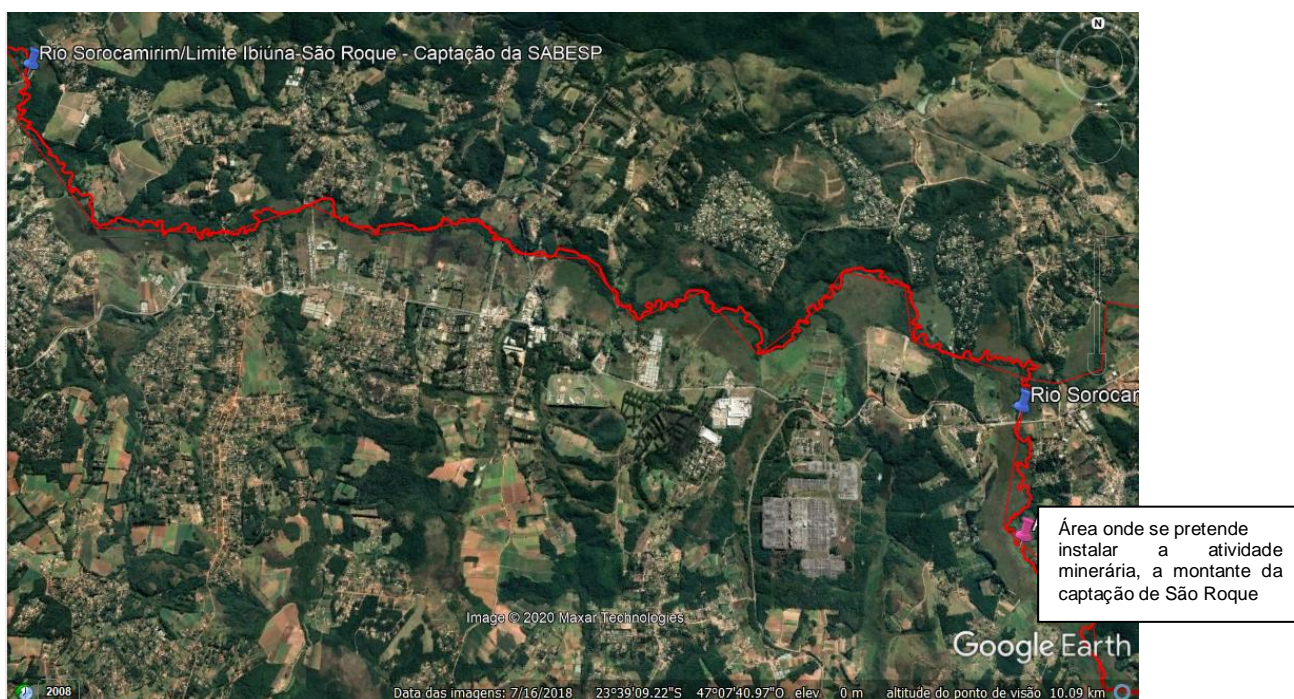 N
Rio Sorocamirim/Limite Ibiúna-São Roque - Captação da SABESP
Rio Sorocar
Área onde se pretende
instalar a atividade
minerária, a montante da
captação de São Roque
Image © 2020 Maxar Technologies
Google Earth
2008
Data das imagens: 7/16/2018 23°39'09.22"S 47°07'40.97"O elev 0 m altitude do ponto de visão 10.09 km